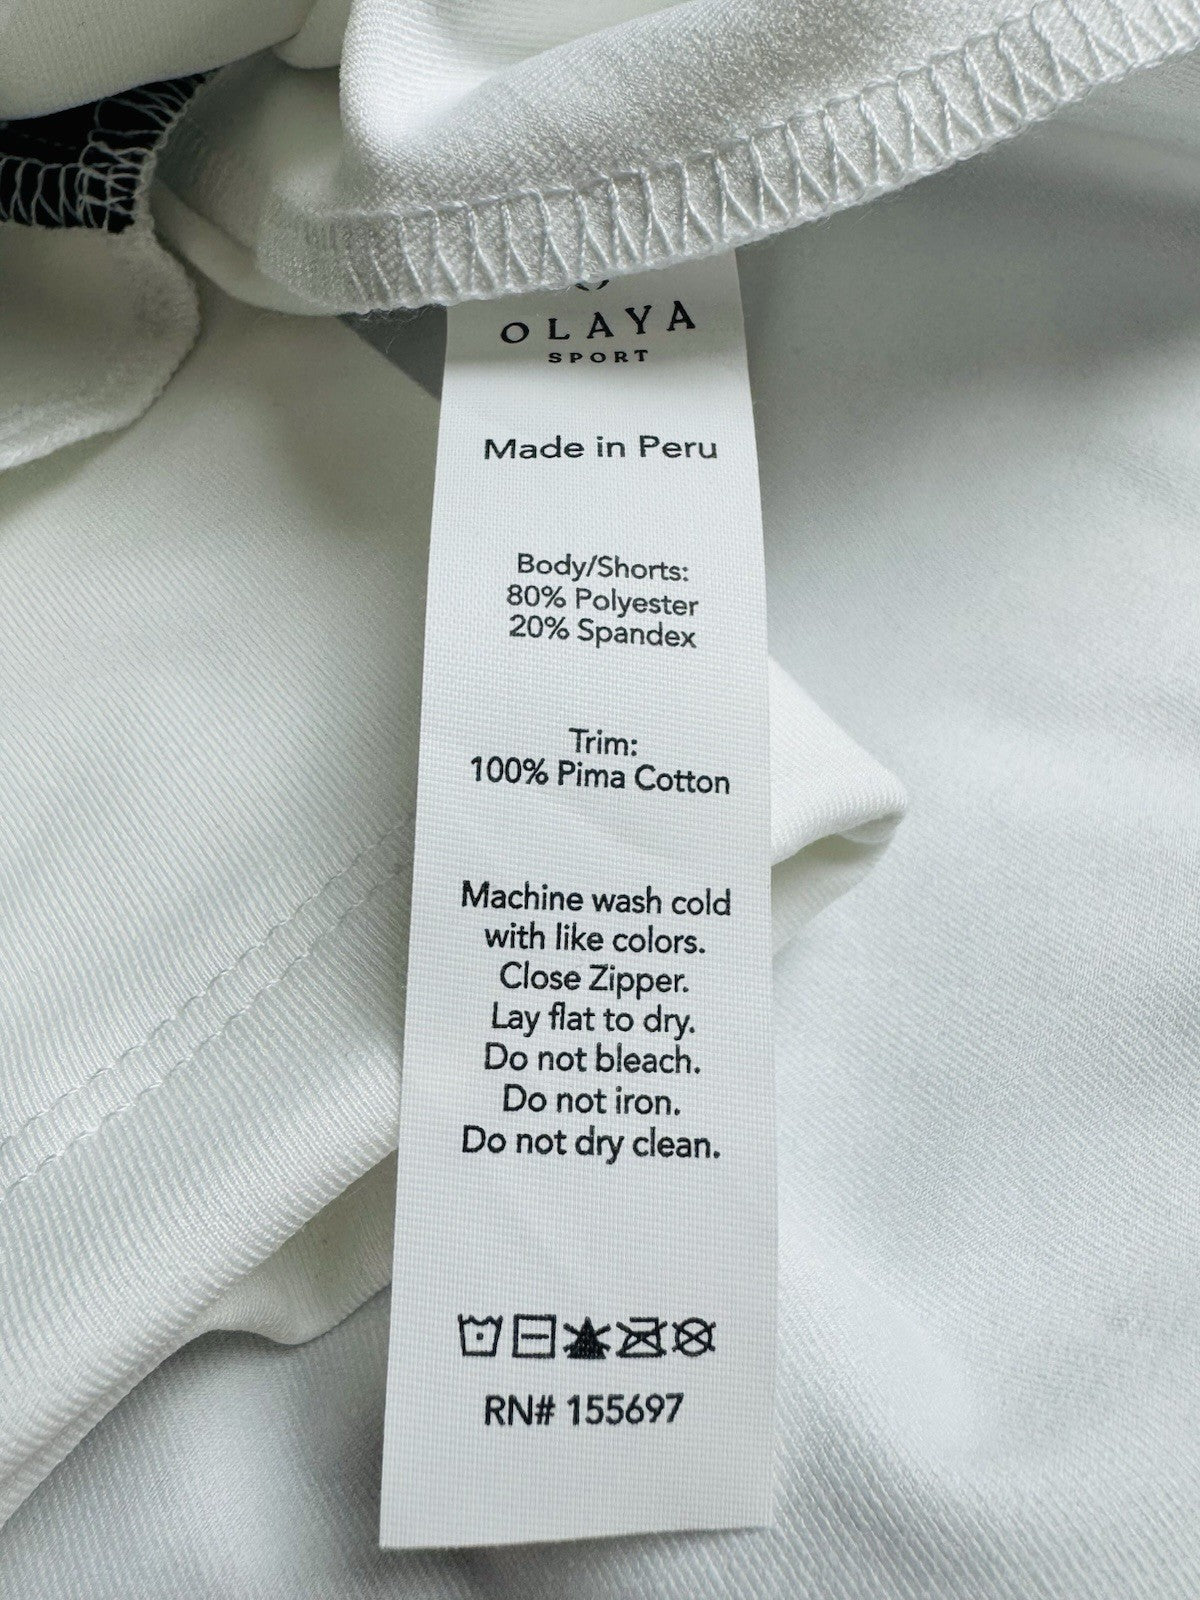 OLAYA
SPORT
Made in Peru
Body/Shorts:
80% Polyester
20% Spandex
Trim:
100% Pima Cotton
Machine wash cold
with like colors.
Close Zipper.
Lay flat to dry.
Do not bleach.
Do not iron.
Do not dry clean.
RN# 155697